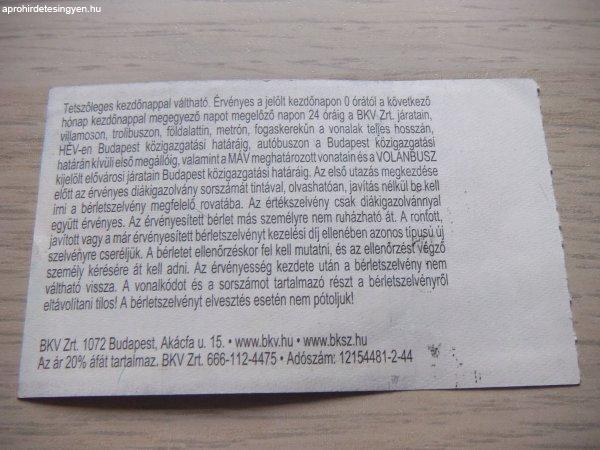 aprohirdetesingyen.hu
Tetszőleges kezdőnappal váltható. Érvényes a jelölt kezdőnapon 0 órától a következő
hónap kezdőnappal megegyező napot megelőző napon 24 óráig a BKV Zrt. járatain,
villamoson, trolibuszon, földalattin, metrón, fogaskerekűn a vonalak teljes hosszán,
HÉV-en Budapest közigazgatási határáig, autóbuszon a Budapest közigazgatási
határán kívüli első megállóig, valamint a MÁV meghatározott vonatain és a VOLÁNBUSZ
kijelölt elővárosi járatain Budapest közigazgatási határáig. Az első utazás megkezdése
előtt az érvényes diákigazolvány sorszámát tintával, olvashatóan, javítás nélkül be kell
írni a bérletszelvény megfelelő rovatába. Az értékszelvény csak diákigazolvánnyal
együtt érvényes. Az érvényesített bérlet más személyre nem ruházható át. A rontott,
javított vagy a már érvényesített bérletszelvényt kezelési díj ellenében azonos típusú új
szelvényre cseréljük. A bérletet ellenőrzéskor fel kell mutatni, és az ellenőrzést végző
személy kérésére át kell adni. Az érvényesség kezdete után a bérletszelvény nem
váltható vissza. A vonalkódot és a sorszámot tartalmazó részt a bérletszelvényről
eltávolítani tilos! A bérletszelvényt elvesztés esetén nem pótoljuk!
BKV Zrt. 1072 Budapest, Akácfa u. 15. • www.bkv.hu • www.bksz.hu
Az ár 20% áfát tartalmaz. BKV Zrt. 666-112-4475 • Adószám: 12154481-2-44